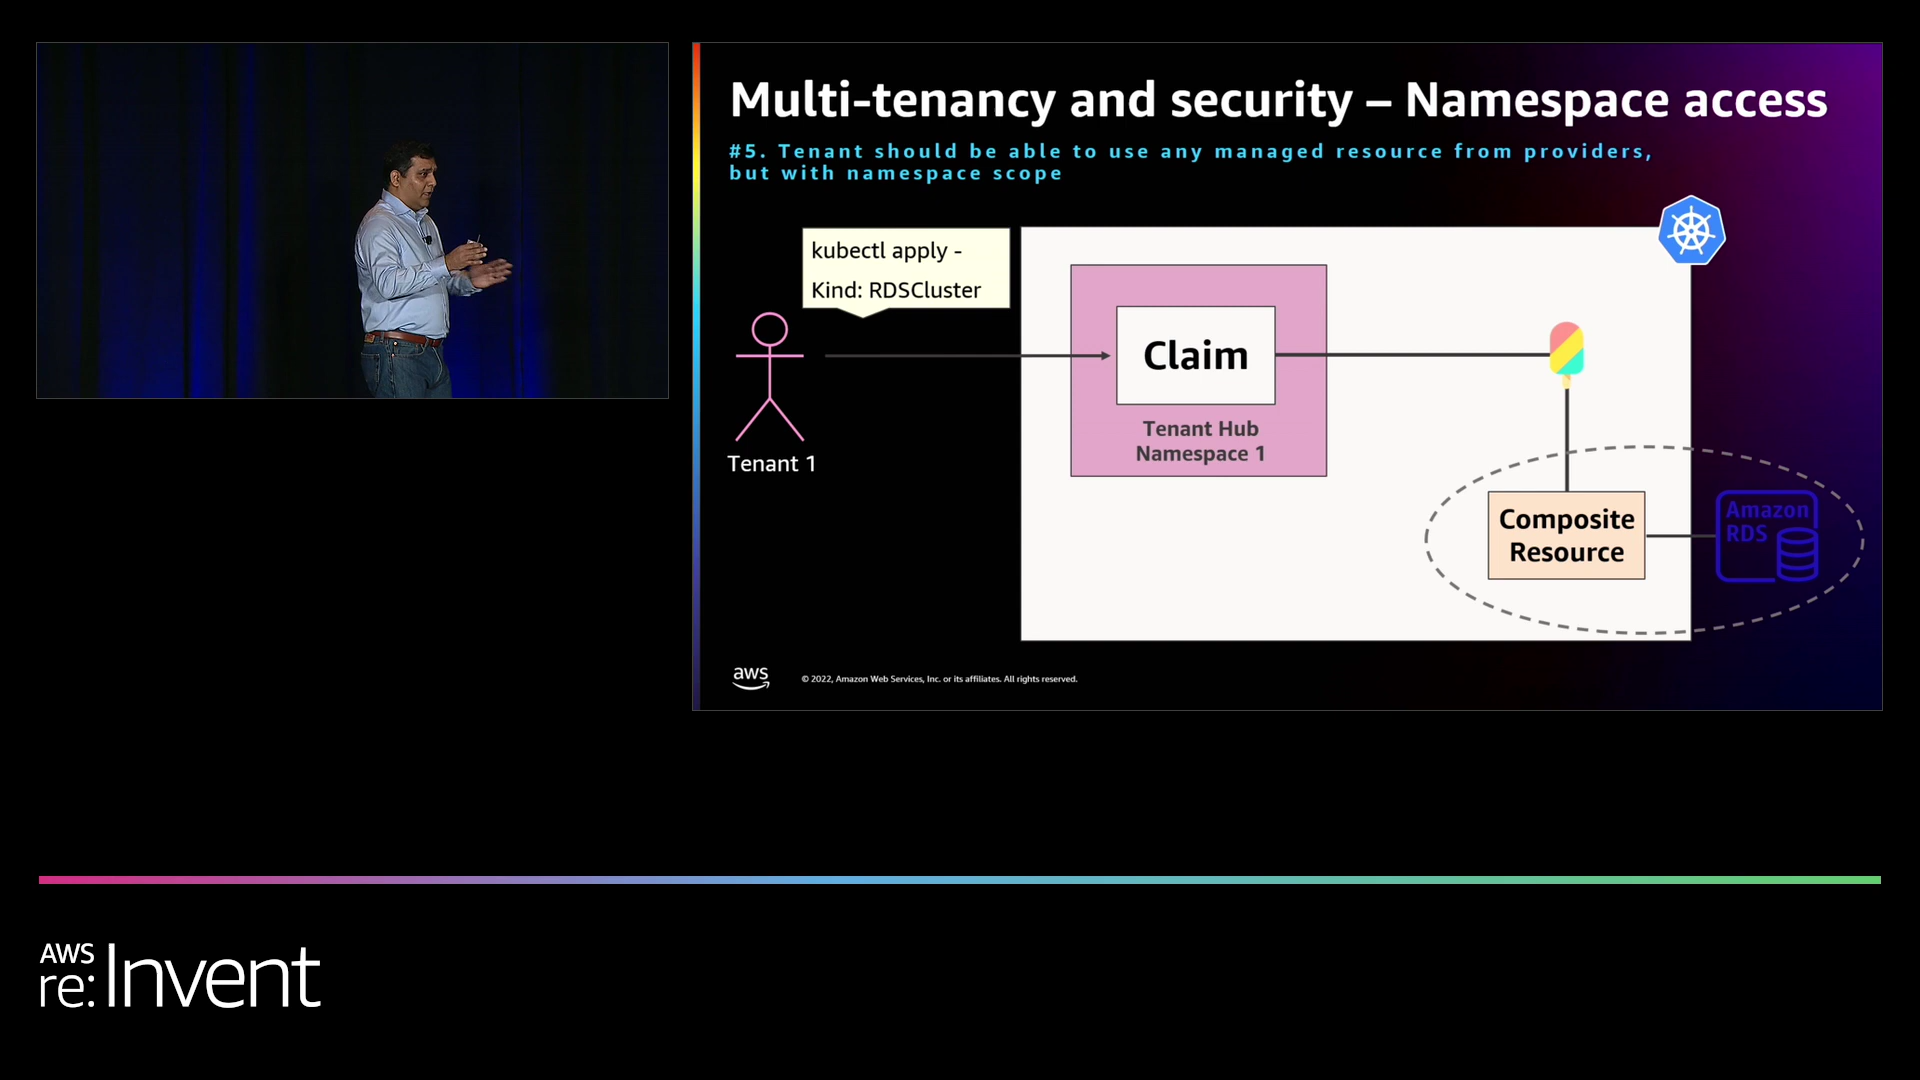 Multi-tenancy and security – Namespace access
#5. Tenant should be able to use any managed resource from providers,
but with namespace scope
kubectl apply -
Kind: RDSCluster
Claim
Tenant Hub
Namespace 1
Tenant 1
Composite
Resource
Amazon
RDS
aws
© 2022, Amazon Web Services, Inc. or its affiliates. All rights reserved.
AWS
re:Invent